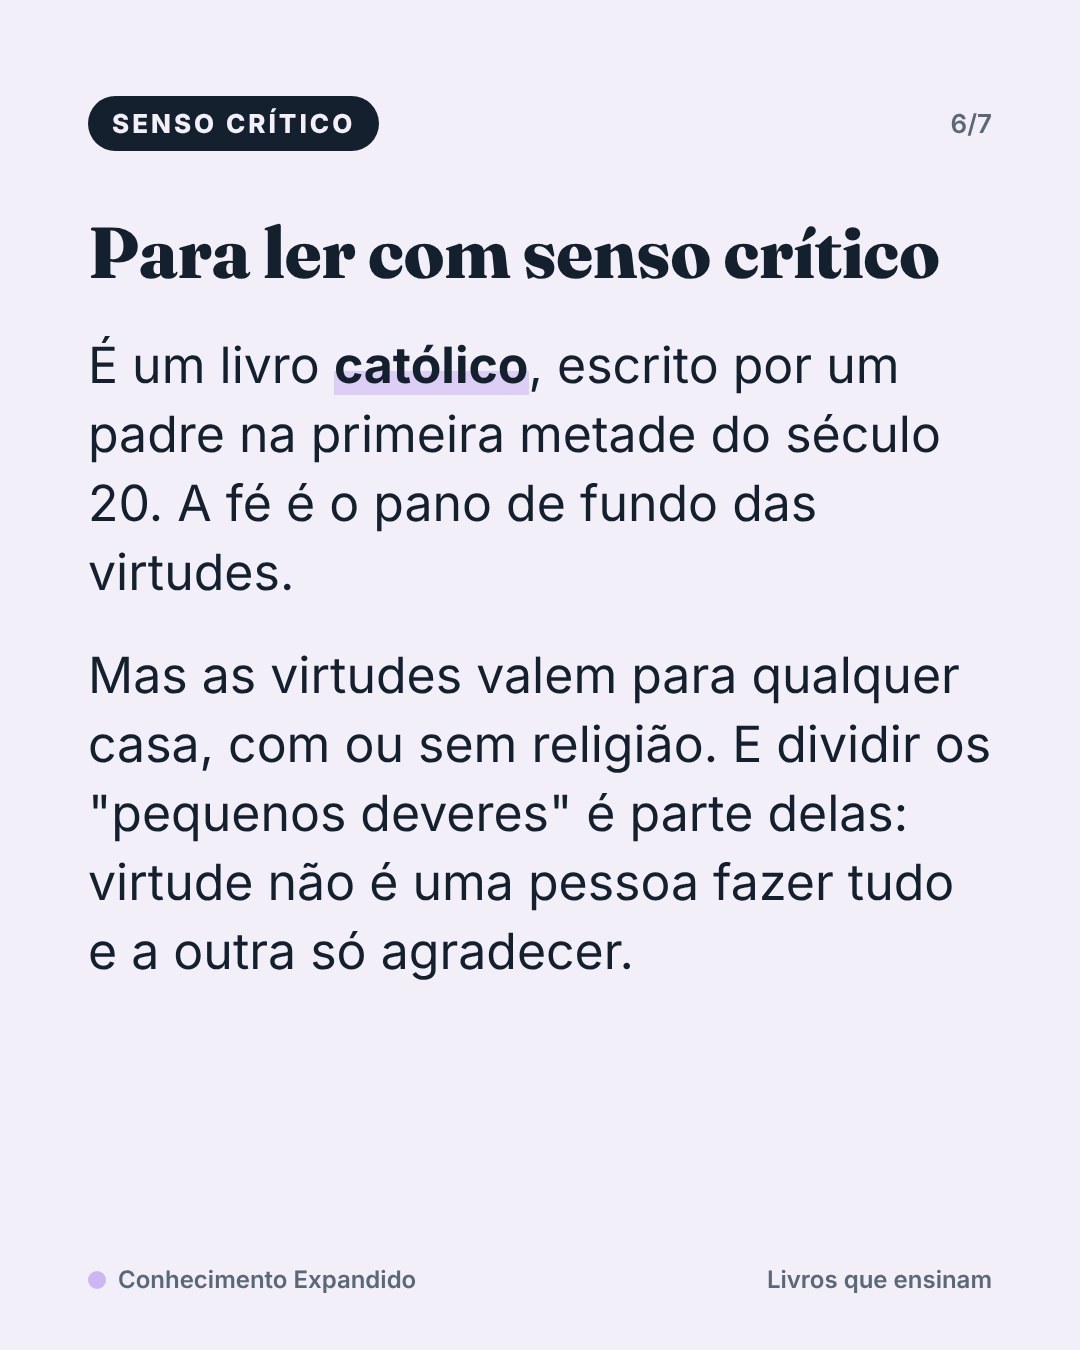 SENSO CRÍTICO
6/7
Para ler com senso crítico
É um livro católico, escrito por um
padre na primeira metade do século
20. A fé é o pano de fundo das
virtudes.
Mas as virtudes valem para qualquer
casa, com ou sem religião. E dividir os
"pequenos deveres" é parte delas:
virtude não é uma pessoa fazer tudo
e a outra só agradecer.
Conhecimento Expandido
Livros que ensinam